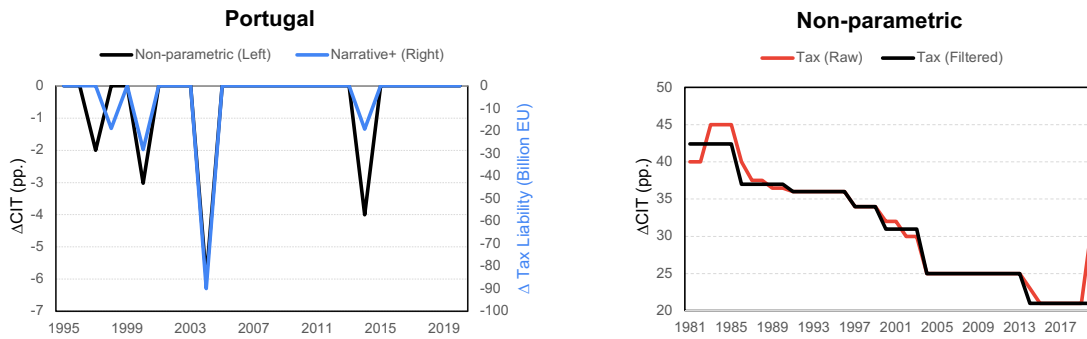 Portugal
Non-parametric (Left)
Narrative+ (Right)
0
-1
-2
-3
-4
-5
-6
-7
ΔCIT (pp.)
0
-10
-20
-30
-40
-50
-60
-70
-80
-90
-100
Δ Tax Liability (Billion EU)
1995 1999 2003 2007 2011 2015 2019
Non-parametric
Tax (Raw)
Tax (Filtered)
50
45
40
35
30
25
20
ΔCIT (pp.)
1981 1985 1989 1993 1997 2001 2005 2009 2013 2017